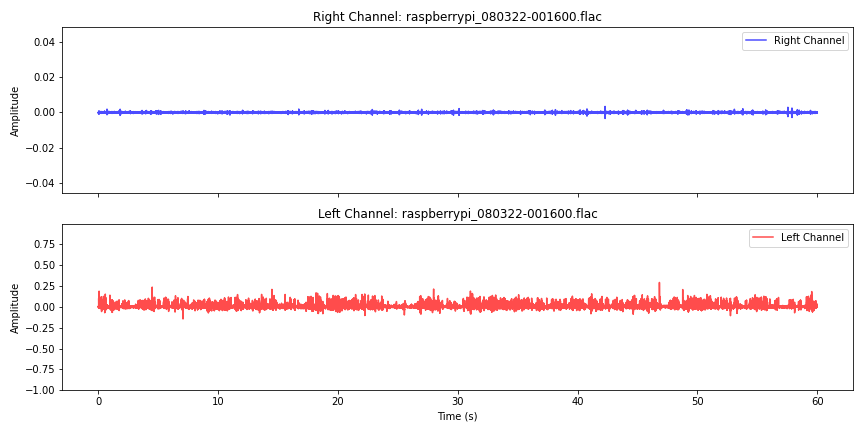 Right Channel: raspberrypi_080322-001600.flac
Right Channel
Amplitude
0.04
0.02
0.00
−0.02
−0.04
Left Channel: raspberrypi_080322-001600.flac
Left Channel
Amplitude
0.75
0.50
0.25
0.00
−0.25
−0.50
−0.75
−1.00
0 10 20 30 40 50 60
Time (s)